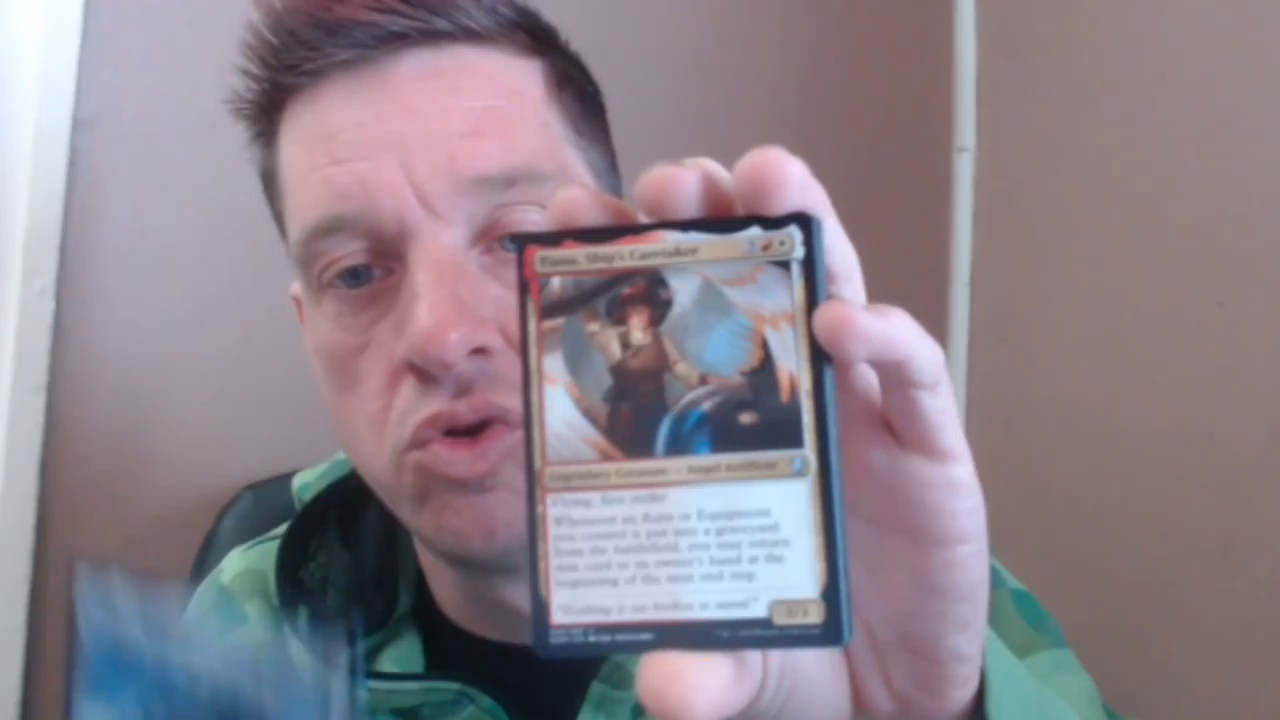 Tiana, Ship's Caretaker
Legendary Creature — Angel Artificer
Flying, first strike
Whenever an Aura or Equipment
you control is put into a graveyard
from the battlefield, you may return
that card to its owner's hand at the
beginning of the next end step.
3/3